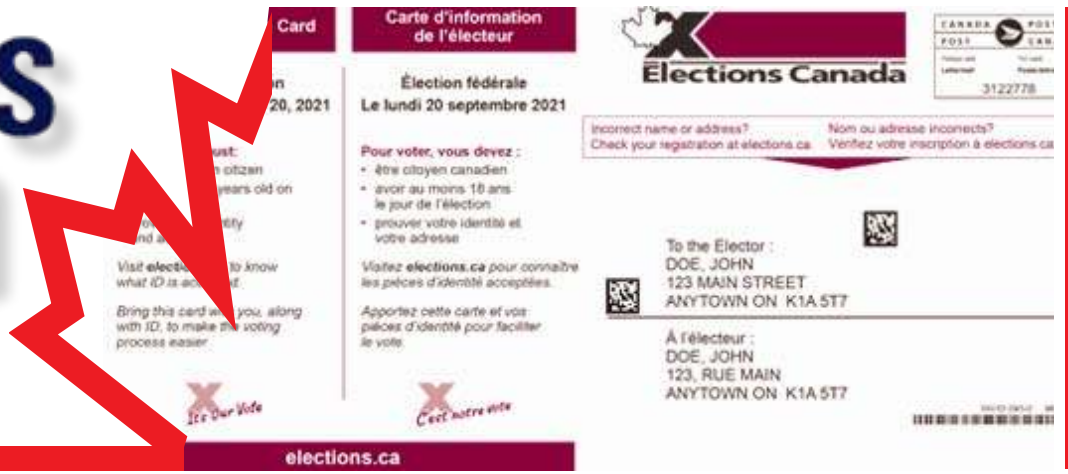 S
Card
20, 2021
ust:
citizen
years old on
Visit
to know
what ID is
Bring this card
you, along
with ID, to make the voting
process easier
It's Our Vote
Carte d'information
de l'électeur
Élection fédérale
Le lundi 20 septembre 2021
Pour voter, vous devez :
• être citoyen canadien
• avoir au moins 18 ans
le jour de l'élection
• prouver votre identité et
votre adresse
Visitez elections.ca pour connaître
les pièces d'identité acceptées.
Apportez cette carte et vos
pièces d'identité pour faciliter
le vote.
C'est notre vote
elections.ca
Elections Canada
CANADA POST
POST CAN
3122778
Incorrect name or address?
Check your registration at elections.ca.
Nom ou adresse incorrects?
Vérifiez votre inscription à elections.ca
To the Elector :
DOE, JOHN
123 MAIN STREET
ANYTOWN ON K1A 5T7
À l'électeur :
DOE, JOHN
123, RUE MAIN
ANYTOWN ON K1A 5T7